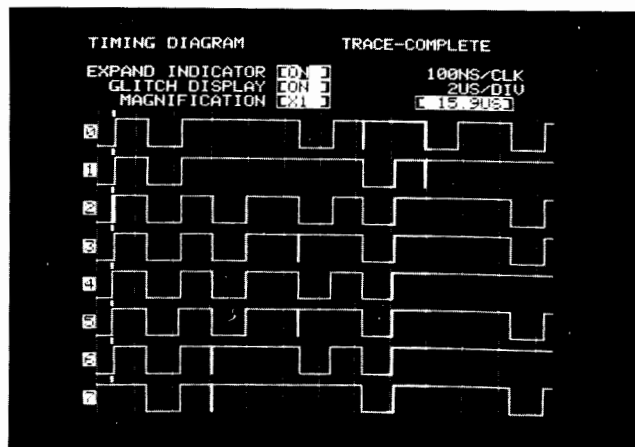 TIMING DIAGRAM TRACE-COMPLETE
EXPAND INDICATOR [ON ] 100NS/CLK
GLITCH DISPLAY [ON ] 2US/DIV
MAGNIFICATION [X1 ] [ 15.9US]
0
1
2
3
4
5
6
7